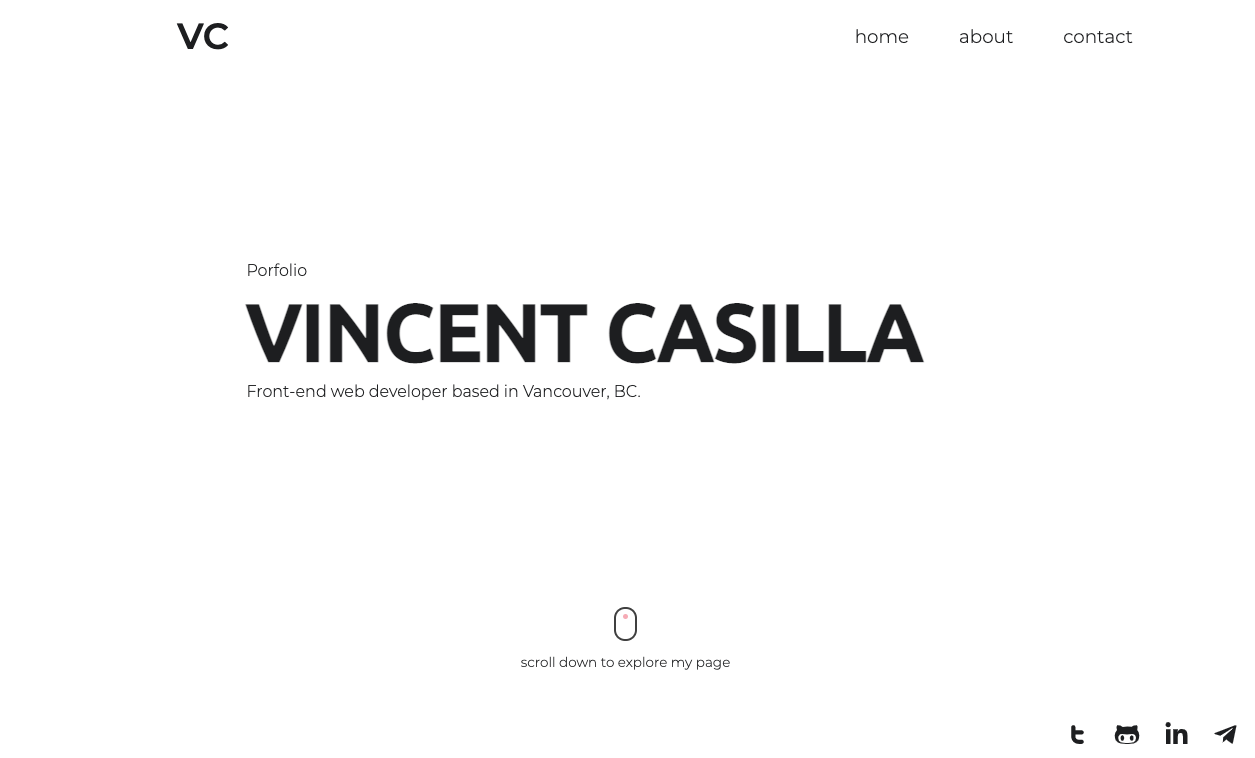 VC
home about contact
Porfolio
VINCENT CASILLA
Front-end web developer based in Vancouver, BC.
scroll down to explore my page